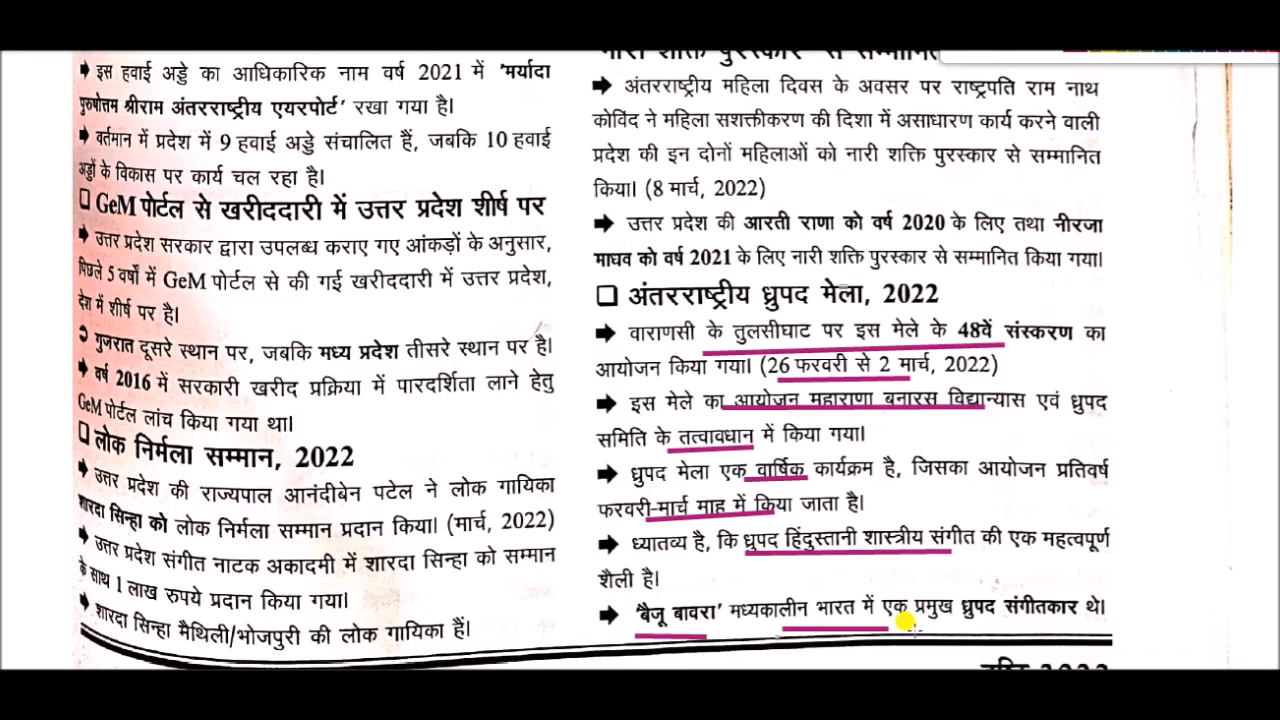 ➔ इस हवाई अड्डे का आधिकारिक नाम वर्ष 2021 में 'मर्यादा
पुरुषोत्तम श्रीराम अंतरराष्ट्रीय एयरपोर्ट' रखा गया है।
➔ वर्तमान में प्रदेश में 9 हवाई अड्डे संचालित हैं, जबकि 10 हवाई
अड्डों के विकास पर कार्य चल रहा है।
❑ GeM पोर्टल से खरीददारी में उत्तर प्रदेश शीर्ष पर
➔ उत्तर प्रदेश सरकार द्वारा उपलब्ध कराए गए आंकड़ों के अनुसार,
पिछले 5 वर्षों में GeM पोर्टल से की गई खरीददारी में उत्तर प्रदेश,
देश में शीर्ष पर है।
➲ गुजरात दूसरे स्थान पर, जबकि मध्य प्रदेश तीसरे स्थान पर है।
➔ वर्ष 2016 में सरकारी खरीद प्रक्रिया में पारदर्शिता लाने हेतु
GeM पोर्टल लांच किया गया था।
❑ लोक निर्मला सम्मान, 2022
➔ उत्तर प्रदेश की राज्यपाल आनंदीबेन पटेल ने लोक गायिका
शारदा सिन्हा को लोक निर्मला सम्मान प्रदान किया। (मार्च, 2022)
➔ उत्तर प्रदेश संगीत नाटक अकादमी में शारदा सिन्हा को सम्मान
के साथ 1 लाख रुपये प्रदान किया गया।
➔ शारदा सिन्हा मैथिली/भोजपुरी की लोक गायिका हैं।
नारी शक्ति पुरस्कार से सम्मानित
➔ अंतरराष्ट्रीय महिला दिवस के अवसर पर राष्ट्रपति राम नाथ
कोविंद ने महिला सशक्तीकरण की दिशा में असाधारण कार्य करने वाली
प्रदेश की इन दोनों महिलाओं को नारी शक्ति पुरस्कार से सम्मानित
किया। (8 मार्च, 2022)
➔ उत्तर प्रदेश की आरती राणा को वर्ष 2020 के लिए तथा नीरजा
माधव को वर्ष 2021 के लिए नारी शक्ति पुरस्कार से सम्मानित किया गया।
❑ अंतरराष्ट्रीय ध्रुपद मेला, 2022
➔ वाराणसी के तुलसीघाट पर इस मेले के 48वें संस्करण का
आयोजन किया गया। (26 फरवरी से 2 मार्च, 2022)
➔ इस मेले का आयोजन महाराणा बनारस विद्यान्यास एवं ध्रुपद
समिति के तत्वावधान में किया गया।
➔ ध्रुपद मेला एक वार्षिक कार्यक्रम है, जिसका आयोजन प्रतिवर्ष
फरवरी-मार्च माह में किया जाता है।
➔ ध्यातव्य है, कि ध्रुपद हिंदुस्तानी शास्त्रीय संगीत की एक महत्वपूर्ण
शैली है।
➔ 'बैजू बावरा' मध्यकालीन भारत में एक प्रमुख ध्रुपद संगीतकार थे।